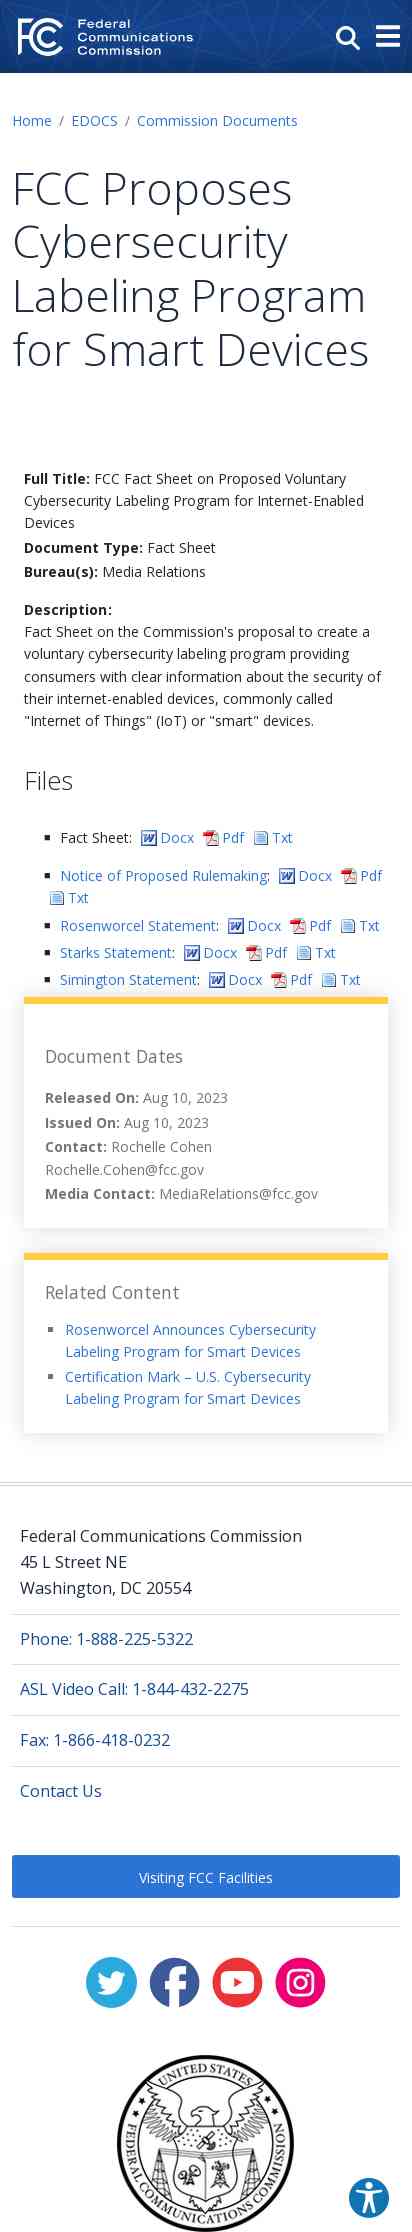 Federal
Communications
Commission
Home / EDOCS / Commission Documents
FCC Proposes
Cybersecurity
Labeling Program
for Smart Devices
Full Title: FCC Fact Sheet on Proposed Voluntary
Cybersecurity Labeling Program for Internet-Enabled
Devices
Document Type: Fact Sheet
Bureau(s): Media Relations
Description:
Fact Sheet on the Commission's proposal to create a
voluntary cybersecurity labeling program providing
consumers with clear information about the security of
their internet-enabled devices, commonly called
"Internet of Things" (IoT) or "smart" devices.
Files
Fact Sheet: Docx Pdf Txt
Notice of Proposed Rulemaking: Docx Pdf
Txt
Rosenworcel Statement: Docx Pdf Txt
Starks Statement: Docx Pdf Txt
Simington Statement: Docx Pdf Txt
Document Dates
Released On: Aug 10, 2023
Issued On: Aug 10, 2023
Contact: Rochelle Cohen
Rochelle.Cohen@fcc.gov
Media Contact: MediaRelations@fcc.gov
Related Content
Rosenworcel Announces Cybersecurity
Labeling Program for Smart Devices
Certification Mark – U.S. Cybersecurity
Labeling Program for Smart Devices
Federal Communications Commission
45 L Street NE
Washington, DC 20554
Phone: 1-888-225-5322
ASL Video Call: 1-844-432-2275
Fax: 1-866-418-0232
Contact Us
Visiting FCC Facilities
UNITED STATES
FEDERAL COMMUNICATIONS COMMISSION